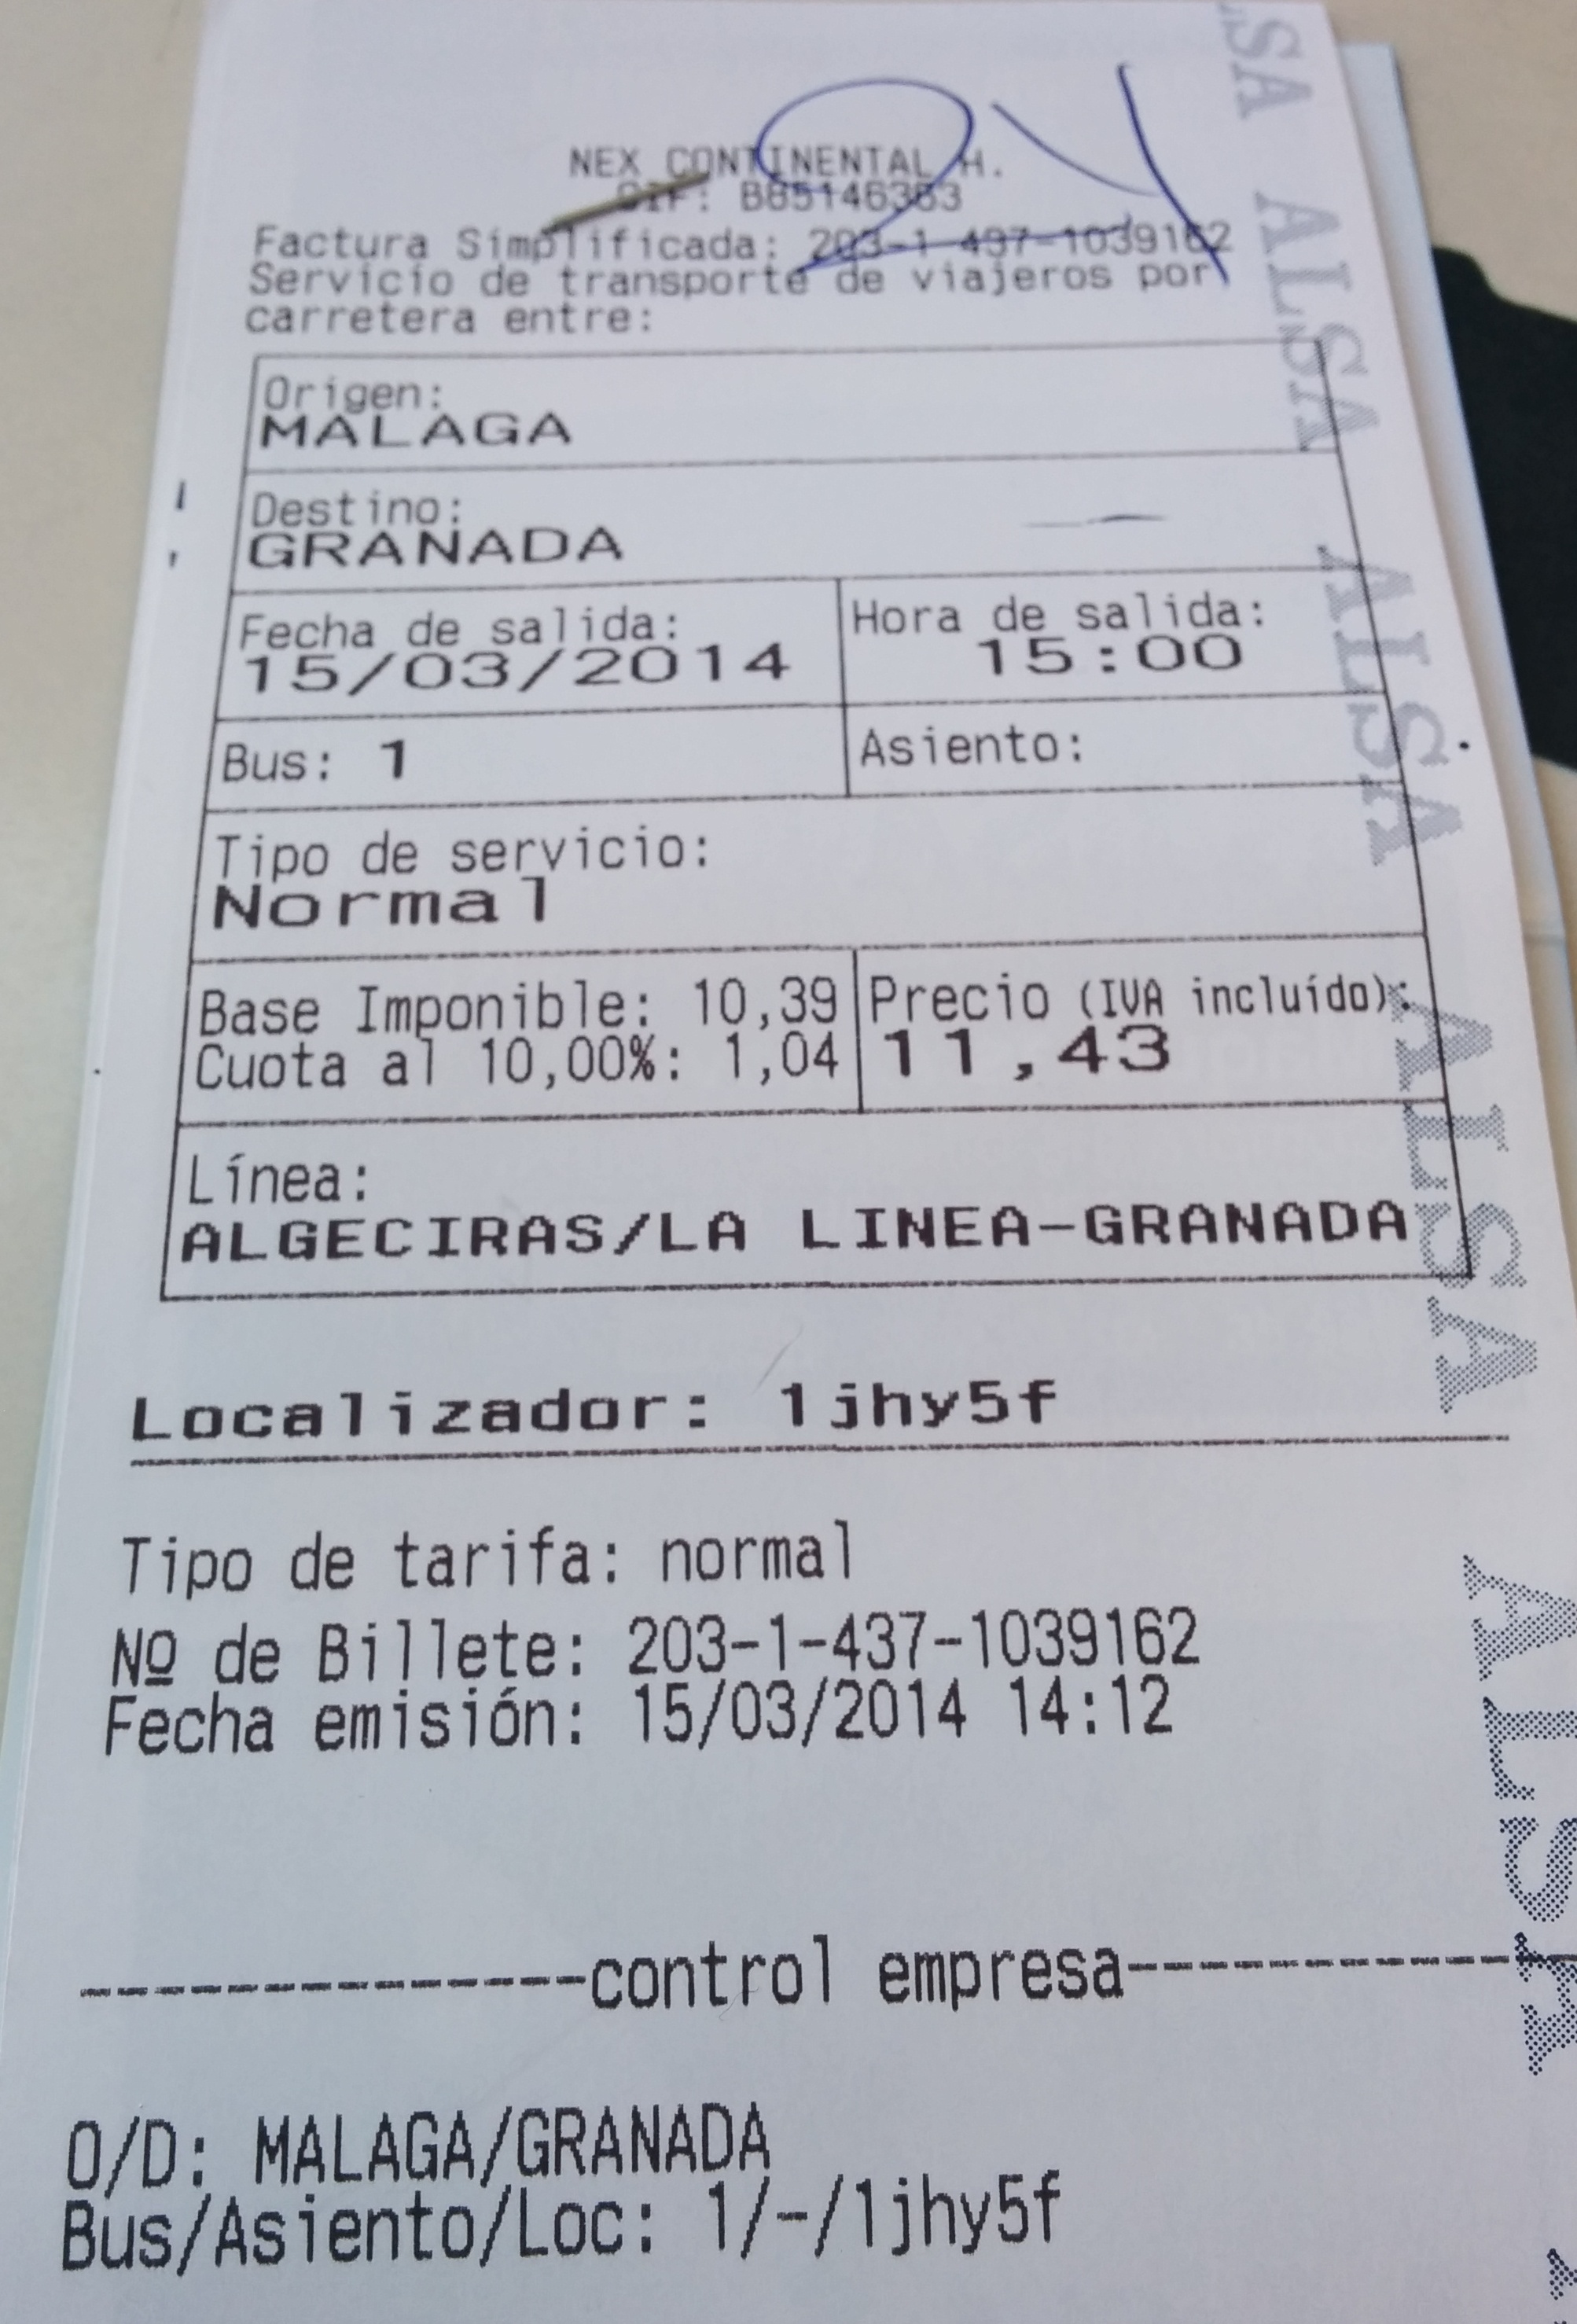 NEX CONTINENTAL H.
CIF: B85146363
Factura Simplificada: 203-1-437-1039162
Servicio de transporte de viajeros por
carretera entre:
Origen:
MALAGA
Destino:
GRANADA
Fecha de salida:
15/03/2014
Hora de salida:
15:00
Bus: 1
Asiento:
Tipo de servicio:
Normal
Base Imponible: 10,39
Cuota al 10,00%: 1,04
Precio (IVA incluído):
11,43
Línea:
ALGECIRAS/LA LINEA-GRANADA
Localizador: 1jhy5f
Tipo de tarifa: normal
Nº de Billete: 203-1-437-1039162
Fecha emisión: 15/03/2014 14:12
--------------control empresa--------------
O/D: MALAGA/GRANADA
Bus/Asiento/Loc: 1/-/1jhy5f
ALSA ALSA ALSA ALSA